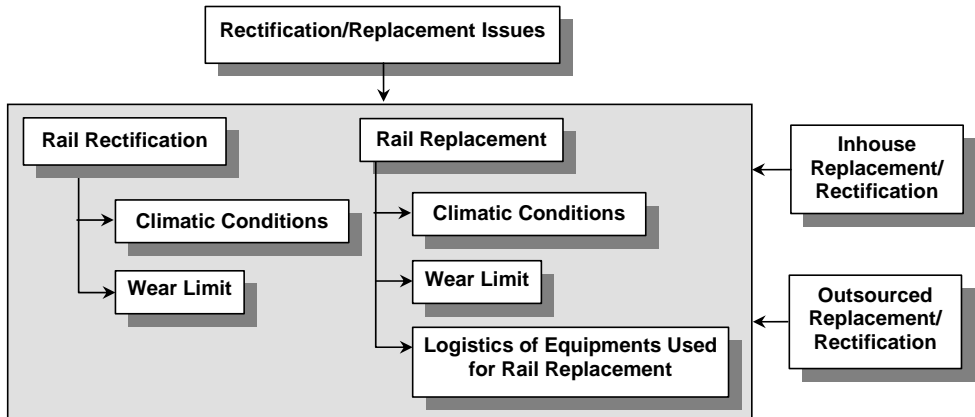 Rectification/Replacement Issues
Rail Rectification
Climatic Conditions
Wear Limit
Rail Replacement
Climatic Conditions
Wear Limit
Logistics of Equipments Used
for Rail Replacement
Inhouse
Replacement/
Rectification
Outsourced
Replacement/
Rectification